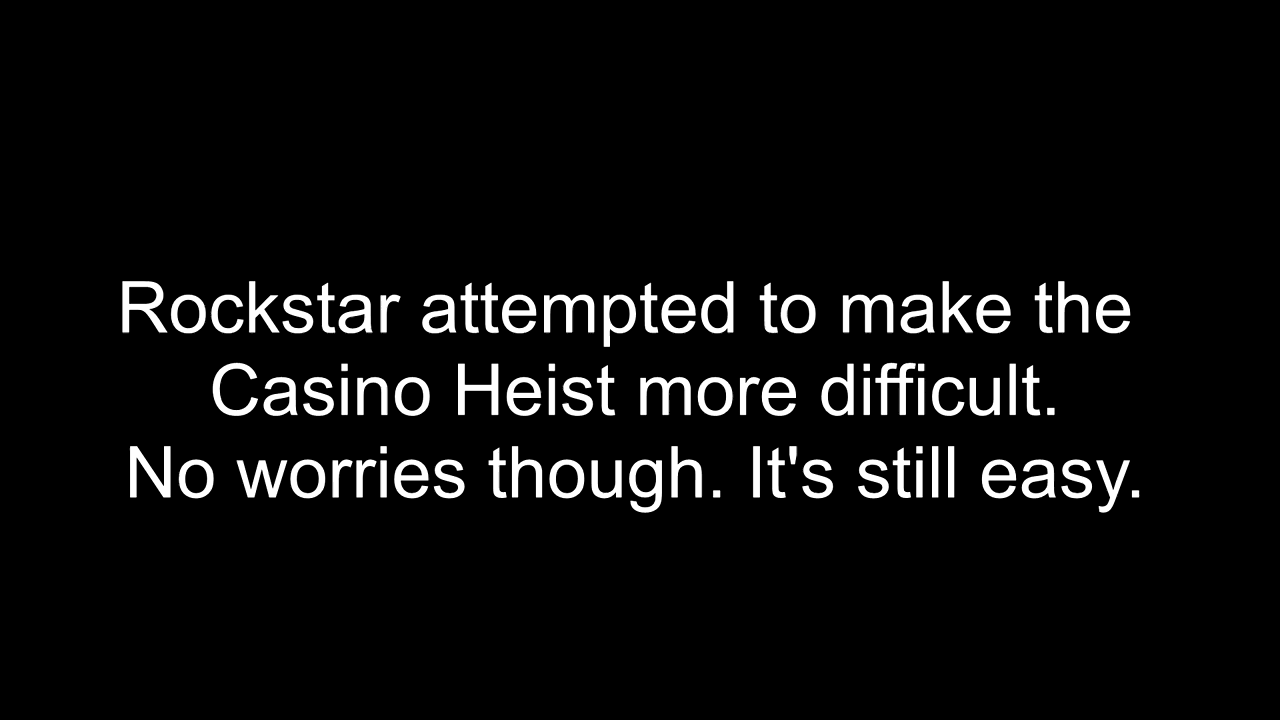 Rockstar attempted to make the
Casino Heist more difficult.
No worries though. It's still easy.